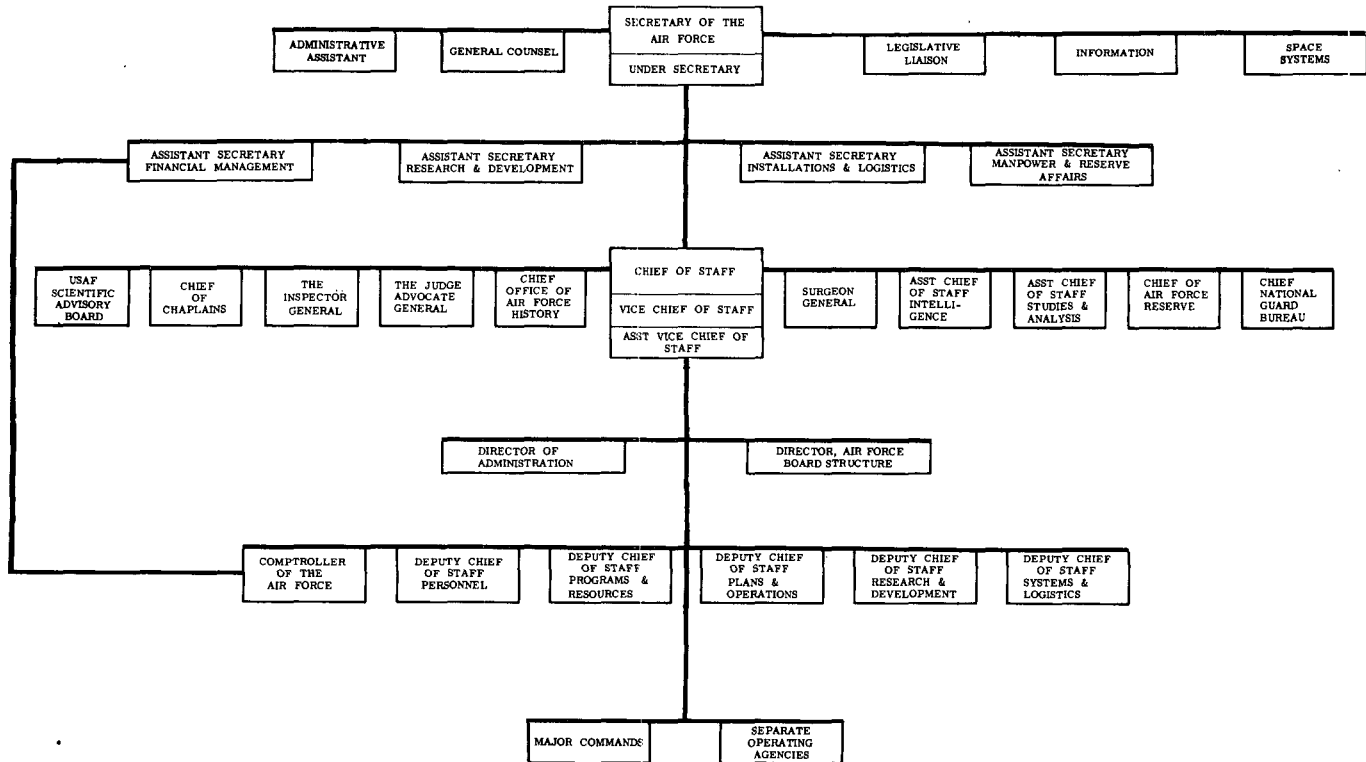 SECRETARY OF THE
AIR FORCE
UNDER SECRETARY
ADMINISTRATIVE
ASSISTANT
GENERAL COUNSEL
LEGISLATIVE
LIAISON
INFORMATION
SPACE
SYSTEMS
ASSISTANT SECRETARY
FINANCIAL MANAGEMENT
ASSISTANT SECRETARY
RESEARCH & DEVELOPMENT
ASSISTANT SECRETARY
INSTALLATIONS & LOGISTICS
ASSISTANT SECRETARY
MANPOWER & RESERVE
AFFAIRS
CHIEF OF STAFF
VICE CHIEF OF STAFF
ASST VICE CHIEF OF
STAFF
USAF
SCIENTIFIC
ADVISORY
BOARD
CHIEF
OF
CHAPLAINS
THE
INSPECTOR
GENERAL
THE JUDGE
ADVOCATE
GENERAL
CHIEF
OFFICE OF
AIR FORCE
HISTORY
SURGEON
GENERAL
ASST CHIEF
OF STAFF
INTELLI-
GENCE
ASST CHIEF
OF STAFF
STUDIES &
ANALYSIS
CHIEF OF
AIR FORCE
RESERVE
CHIEF
NATIONAL
GUARD
BUREAU
DIRECTOR OF
ADMINISTRATION
DIRECTOR, AIR FORCE
BOARD STRUCTURE
COMPTROLLER
OF THE
AIR FORCE
DEPUTY CHIEF
OF STAFF
PERSONNEL
DEPUTY CHIEF
OF STAFF
PROGRAMS &
RESOURCES
DEPUTY CHIEF
OF STAFF
PLANS &
OPERATIONS
DEPUTY CHIEF
OF STAFF
RESEARCH &
DEVELOPMENT
DEPUTY CHIEF
OF STAFF
SYSTEMS &
LOGISTICS
MAJOR COMMANDS
SEPARATE
OPERATING
AGENCIES